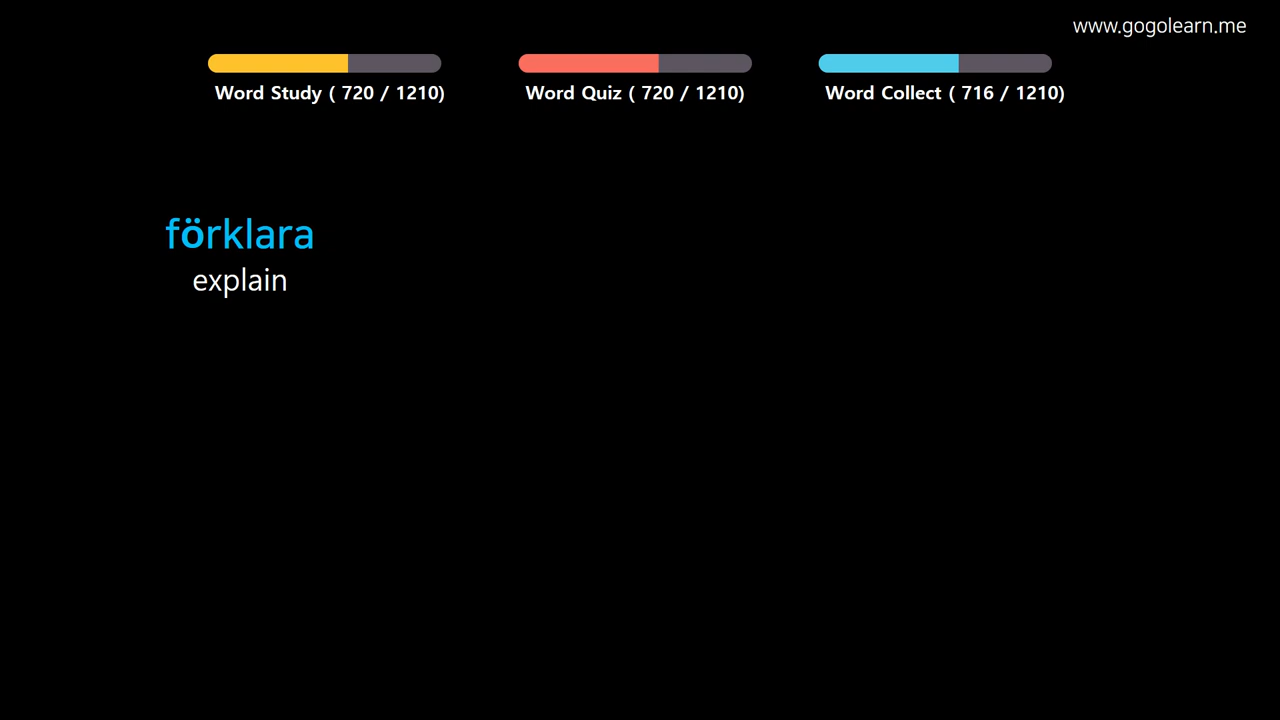 www.gogolearn.me
Word Study ( 720 / 1210)
Word Quiz ( 720 / 1210)
Word Collect ( 716 / 1210)
förklara
explain